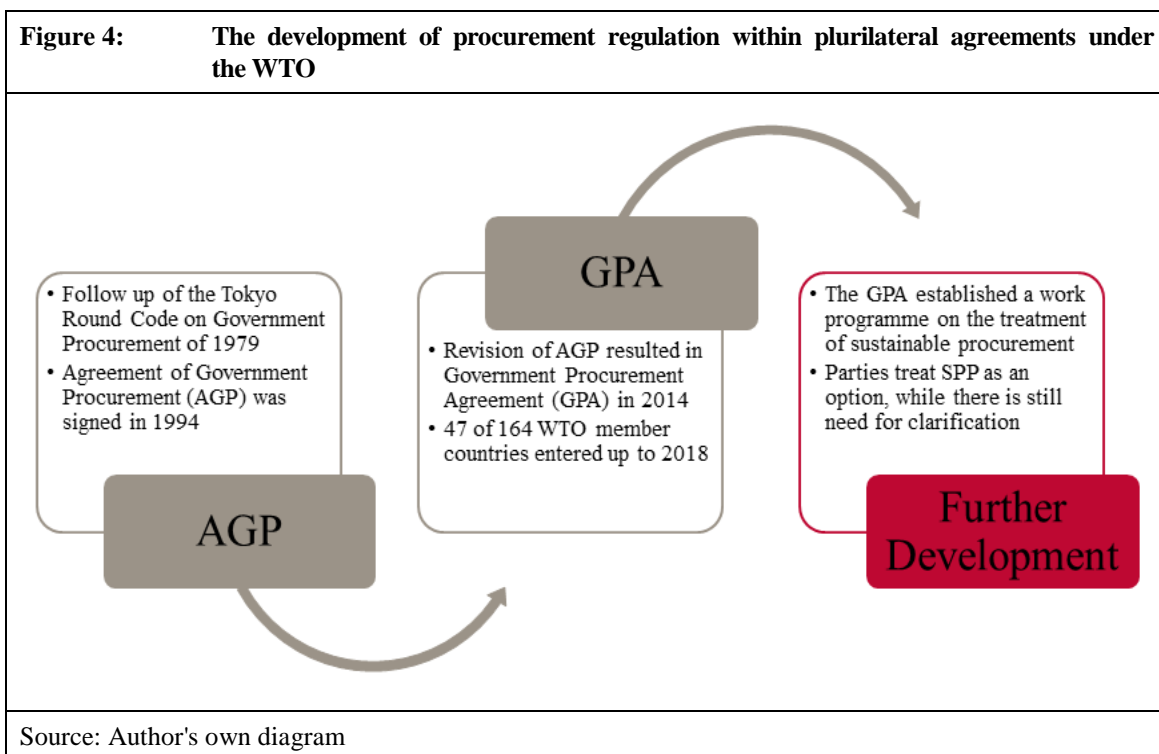 Figure 4: The development of procurement regulation within plurilateral agreements under
the WTO
• Follow up of the Tokyo
Round Code on Government
Procurement of 1979
• Agreement of Government
Procurement (AGP) was
signed in 1994
AGP
GPA
• Revision of AGP resulted in
Government Procurement
Agreement (GPA) in 2014
• 47 of 164 WTO member
countries entered up to 2018
• The GPA established a work
programme on the treatment
of sustainable procurement
• Parties treat SPP as an
option, while there is still
need for clarification
Further
Development
Source: Author's own diagram